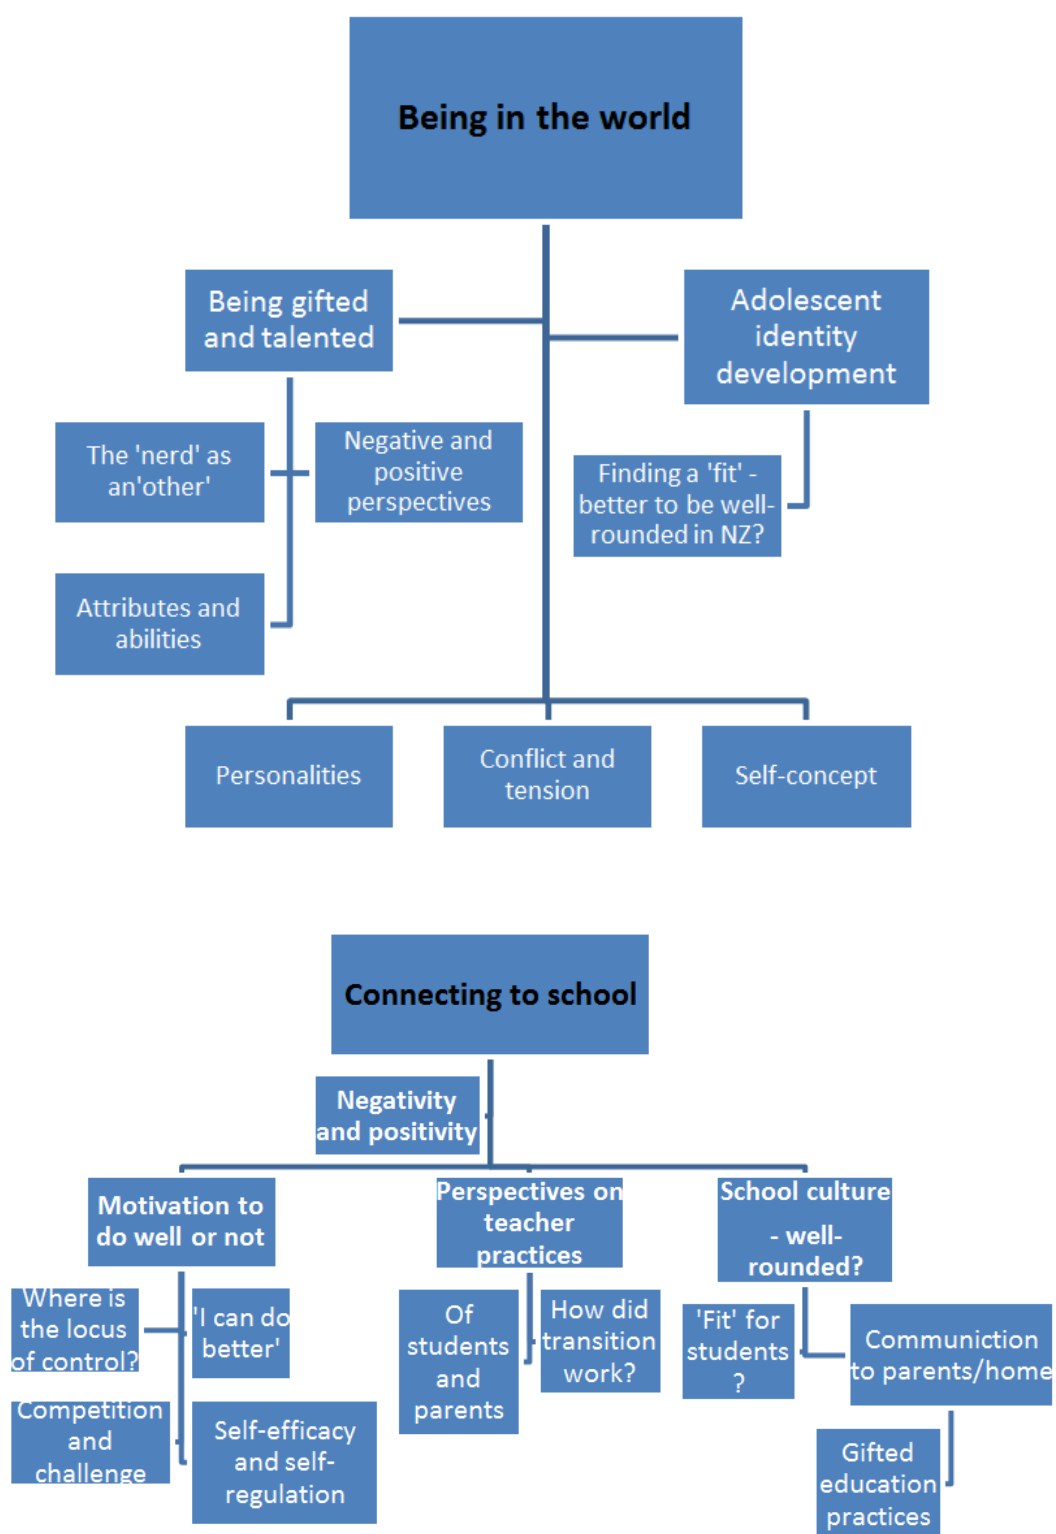 Being in the world
Being gifted
and talented
Adolescent
identity
development
The 'nerd' as
an'other'
Negative and
positive
perspectives
Finding a 'fit' -
better to be well-
rounded in NZ?
Attributes and
abilities
Personalities
Conflict and
tension
Self-concept
Connecting to school
Negativity
and positivity
Motivation to
do well or not
Perspectives on
teacher
practices
School culture
- well-
rounded?
Where is
the locus
of control?
'I can do
better'
Of
students
and
parents
How did
transition
work?
'Fit' for
students
?
Communiction
to parents/home
Competition
and
challenge
Self-efficacy
and self-
regulation
Gifted
education
practices